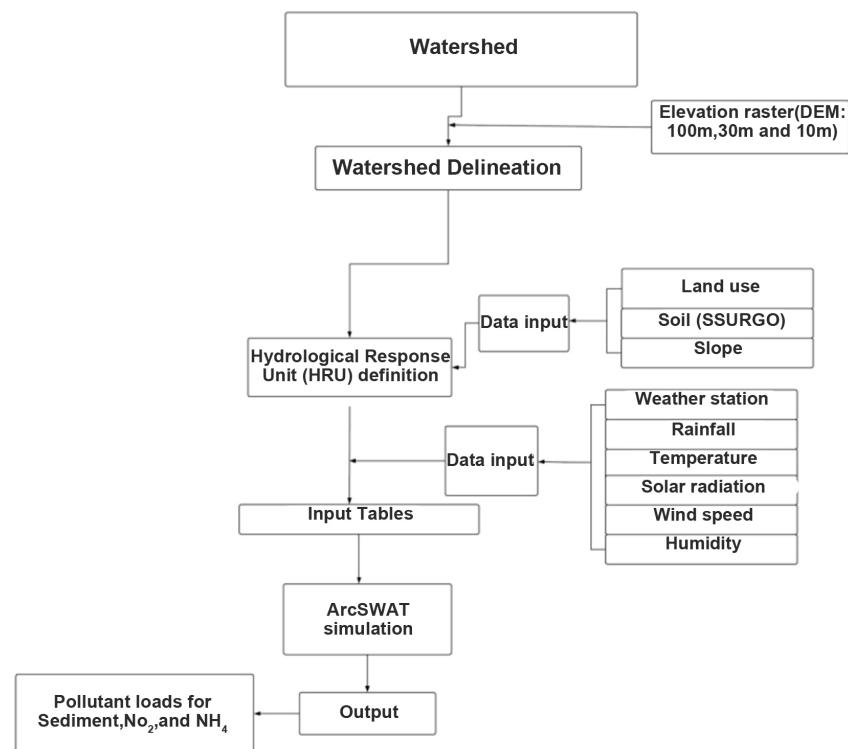 Watershed
Elevation raster(DEM:
100m,30m and 10m)
Watershed Delineation
Land use
Data input
Soil (SSURGO)
Slope
Hydrological Response
Unit (HRU) definition
Weather station
Rainfall
Data input
Temperature
Solar radiation
Wind speed
Humidity
Input Tables
ArcSWAT
simulation
Output
Pollutant loads for
Sediment,No₂,and NH₄